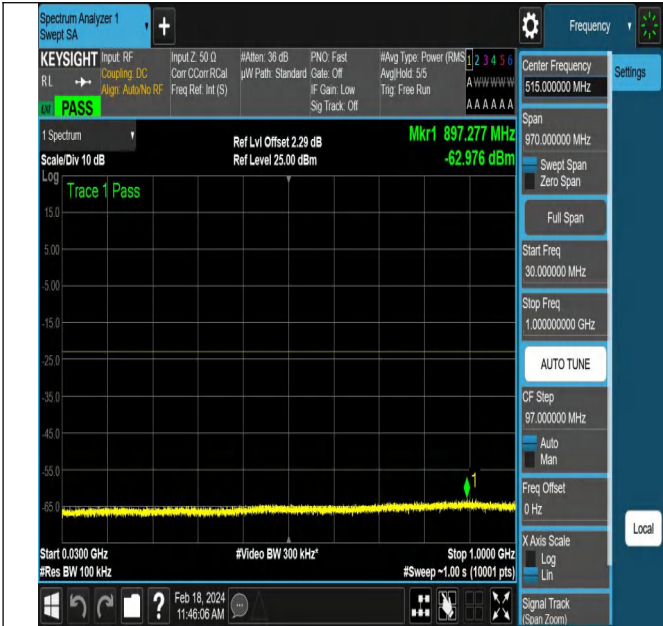 Spectrum Analyzer 1
Swept SA
+
Frequency
KEYSIGHT
RL
PASS
Input: RF
Coupling: DC
Align: Auto/No RF
Input Z: 50 Ω
Corr CCorr RCal
Freq Ref: Int (S)
#Atten: 36 dB
µW Path: Standard
PNO: Fast
Gate: Off
IF Gain: Low
Sig Track: Off
#Avg Type: Power (RMS
Avg|Hold: 5/5
Trig: Free Run
1 2 3 4 5 6
A W W W W W
A A A A A A
1 Spectrum
Scale/Div 10 dB
Log
Ref Lvl Offset 2.29 dB
Ref Level 25.00 dBm
Mkr1 897.277 MHz
-62.976 dBm
Trace 1 Pass
15.0
5.00
-5.00
-15.0
-25.0
-35.0
-45.0
-55.0
-65.0
1
Start 0.0300 GHz
#Res BW 100 kHz
#Video BW 300 kHz*
Stop 1.0000 GHz
#Sweep ~1.00 s (10001 pts)
Center Frequency
515.000000 MHz
Settings
Span
970.000000 MHz
Swept Span
Zero Span
Full Span
Start Freq
30.000000 MHz
Stop Freq
1.000000000 GHz
AUTO TUNE
CF Step
97.000000 MHz
Auto
Man
Freq Offset
0 Hz
X Axis Scale
Log
Lin
Local
Signal Track
(Span Zoom)
?
Feb 18, 2024
11:46:06 AM